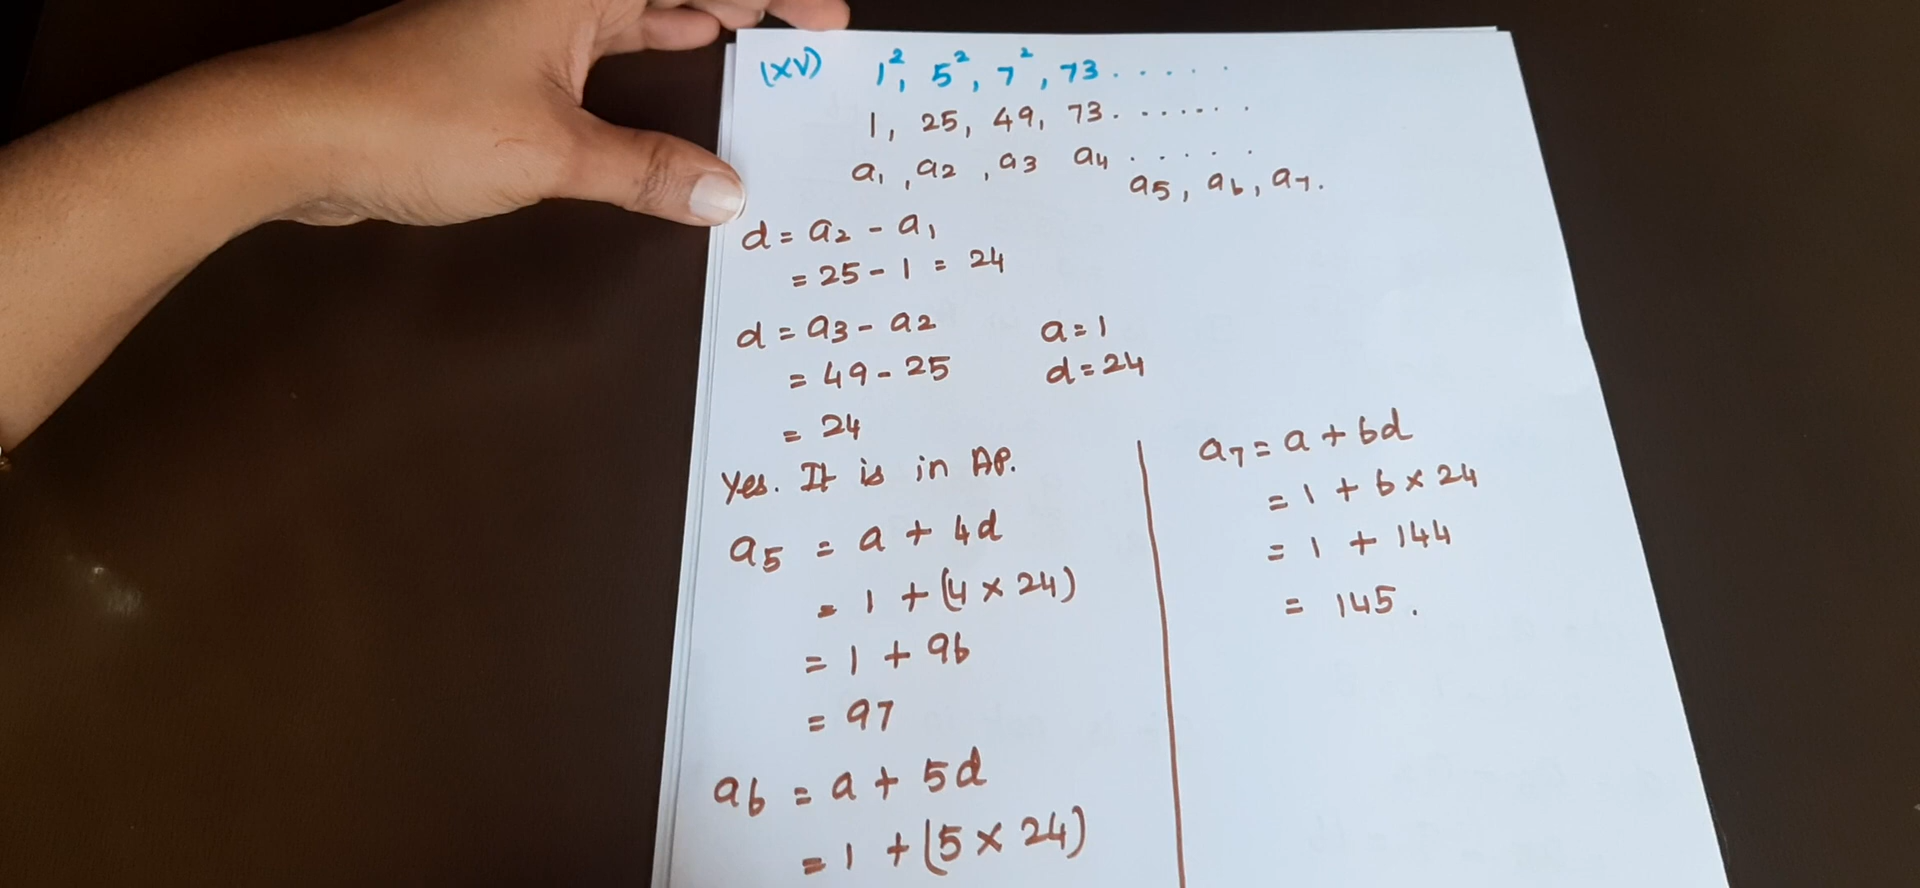 (XV) 1², 5², 7², 73.....
1, 25, 49, 73.......
a₁, a₂, a₃ a₄ .....
a₅, a₆, a₇.
d = a₂ - a₁
= 25 - 1 = 24
d = a₃ - a₂
= 49 - 25
= 24
a = 1
d = 24
Yes. It is in AP.
a₅ = a + 4d
= 1 + (4 × 24)
= 1 + 96
= 97
a₆ = a + 5d
= 1 + (5 × 24)
a₇ = a + 6d
= 1 + 6 × 24
= 1 + 144
= 145.